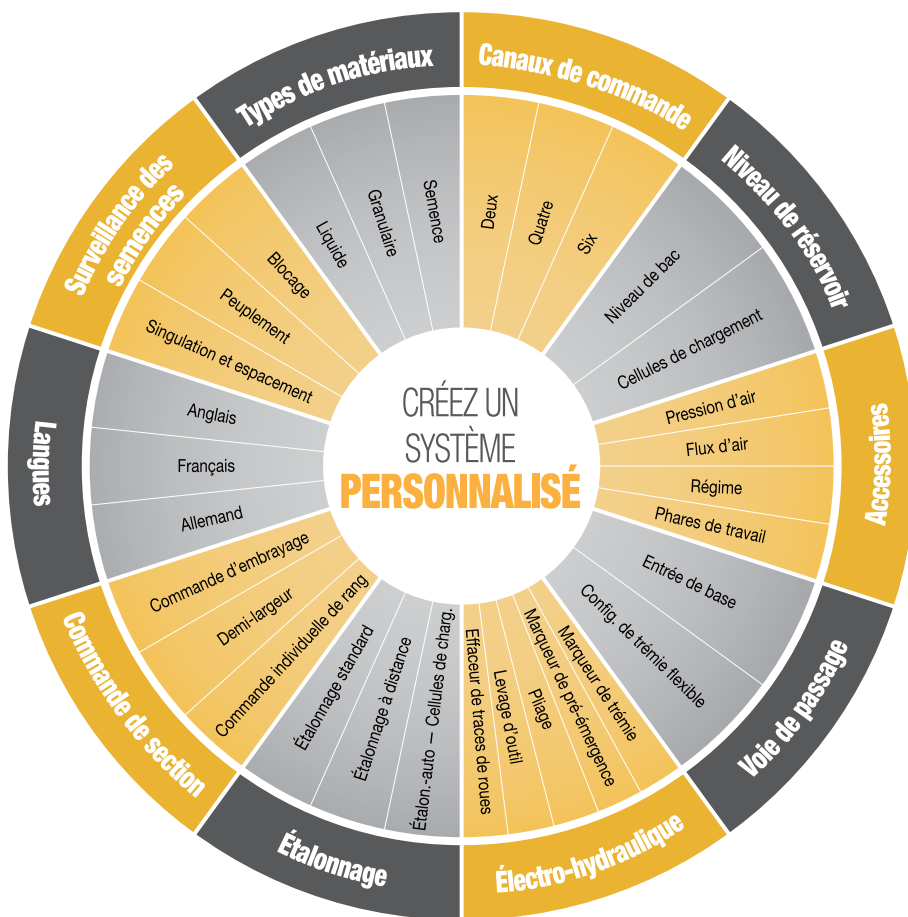 CRÉEZ UN
SYSTÈME
PERSONNALISÉ
Canaux de commande
Deux
Quatre
Six
Niveau de réservoir
Niveau de bac
Cellules de chargement
Accessoires
Pression d’air
Flux d’air
Régime
Phares de travail
Voie de passage
Entrée de base
Config. de trémie flexible
Électro-hydraulique
Marqueur de trémie
Marqueur de pré-émergence
Pliage
Levage d’outil
Effaceur de traces de roues
Étalonnage
Étalon.-auto – Cellules de charg.
Étalonnage à distance
Étalonnage standard
Commande de section
Commande individuelle de rang
Demi-largeur
Commande d’embrayage
Langues
Allemand
Français
Anglais
Surveillance des
semences
Singulation et espacement
Peuplement
Blocage
Types de matériaux
Liquide
Granulaire
Semence